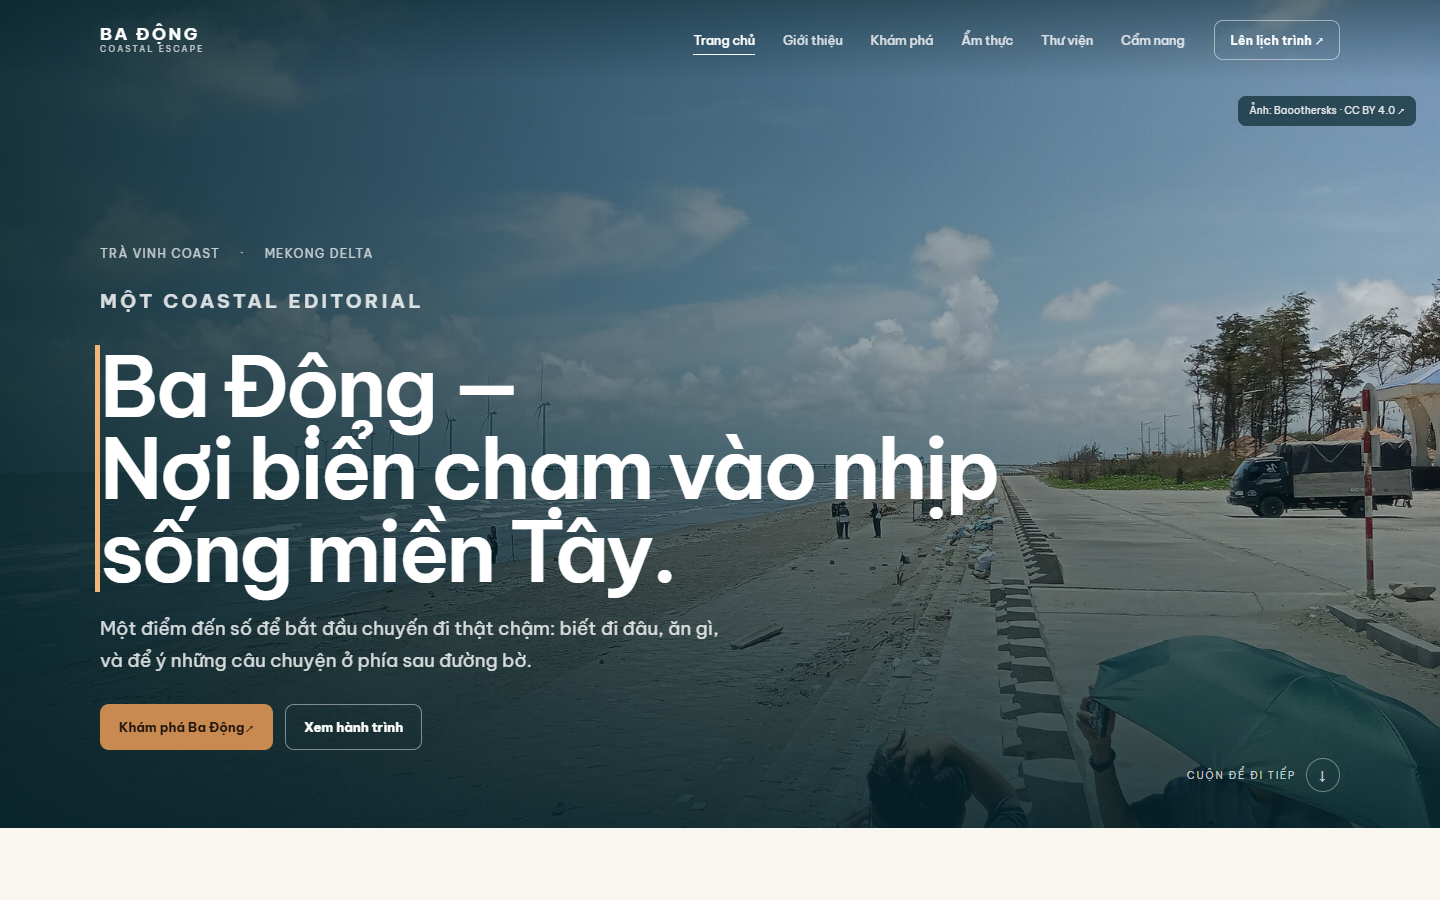 BA ĐỘNG
COASTAL ESCAPE
Trang chủ
Giới thiệu
Khám phá
Ẩm thực
Thư viện
Cẩm nang
Lên lịch trình ↗
Ảnh: Baoothersks · CC BY 4.0 ↗
TRÀ VINH COAST · MEKONG DELTA
MỘT COASTAL EDITORIAL
Ba Động —
Nơi biển chạm vào nhịp
sống miền Tây.
Một điểm đến số để bắt đầu chuyến đi thật chậm: biết đi đâu, ăn gì,
và để ý những câu chuyện ở phía sau đường bờ.
Khám phá Ba Động↗
Xem hành trình
CUỘN ĐỂ ĐI TIẾP ↓